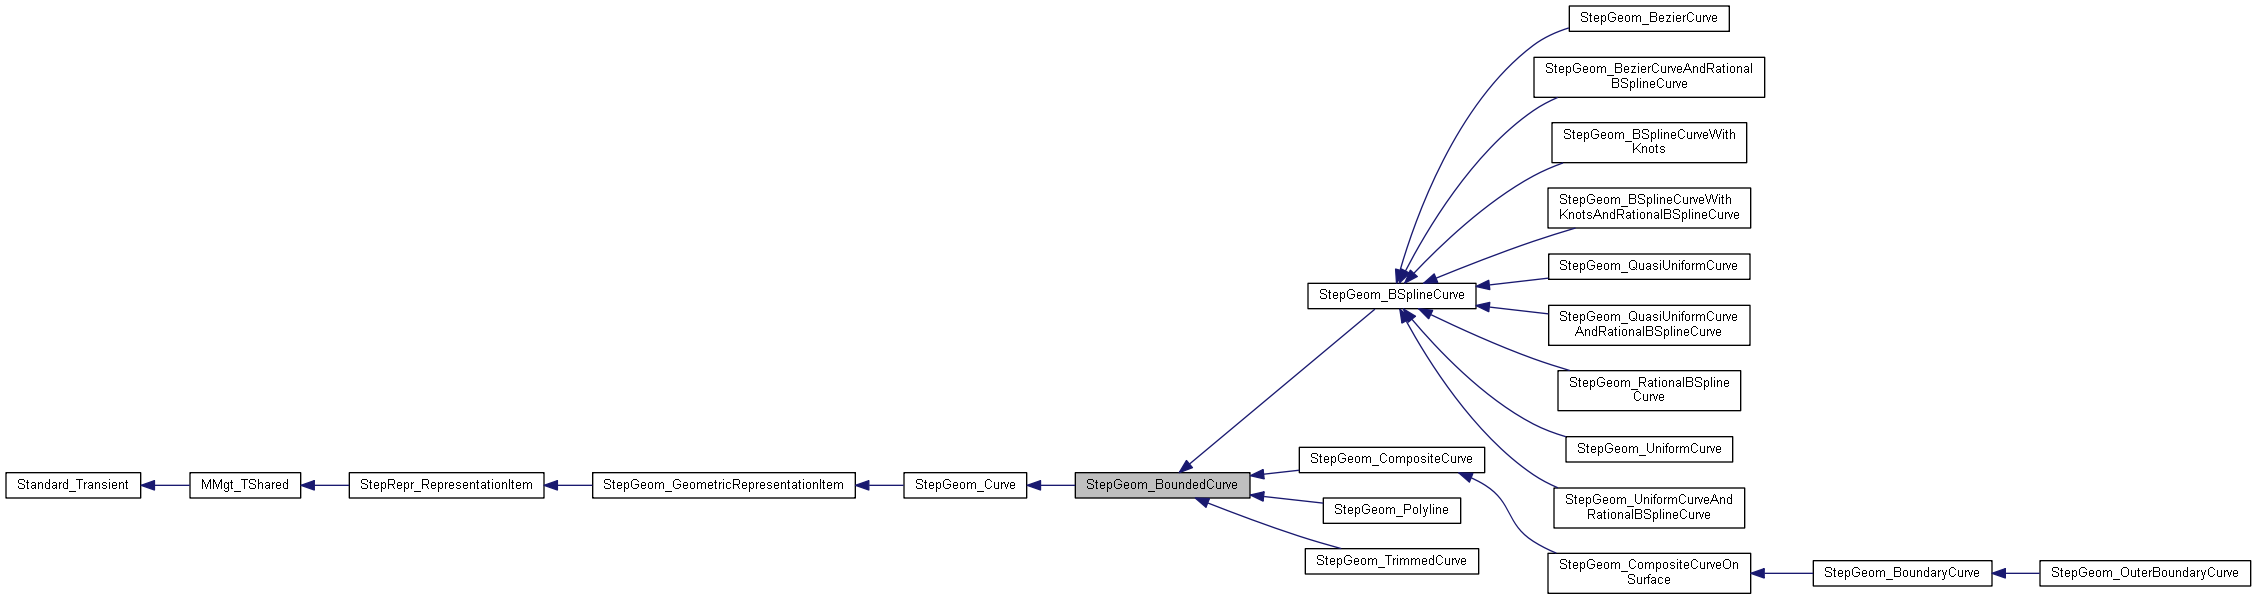 StepGeom_BezierCurve
StepGeom_BezierCurveAndRational
BSplineCurve
StepGeom_BSplineCurveWith
Knots
StepGeom_BSplineCurveWith
KnotsAndRationalBSplineCurve
StepGeom_QuasiUniformCurve
StepGeom_BSplineCurve
StepGeom_QuasiUniformCurve
AndRationalBSplineCurve
StepGeom_RationalBSpline
Curve
StepGeom_UniformCurve
StepGeom_CompositeCurve
Standard_Transient
MMgt_TShared
StepRepr_RepresentationItem
StepGeom_GeometricRepresentationItem
StepGeom_Curve
StepGeom_BoundedCurve
StepGeom_UniformCurveAnd
RationalBSplineCurve
StepGeom_Polyline
StepGeom_TrimmedCurve
StepGeom_CompositeCurveOn
Surface
StepGeom_BoundaryCurve
StepGeom_OuterBoundaryCurve